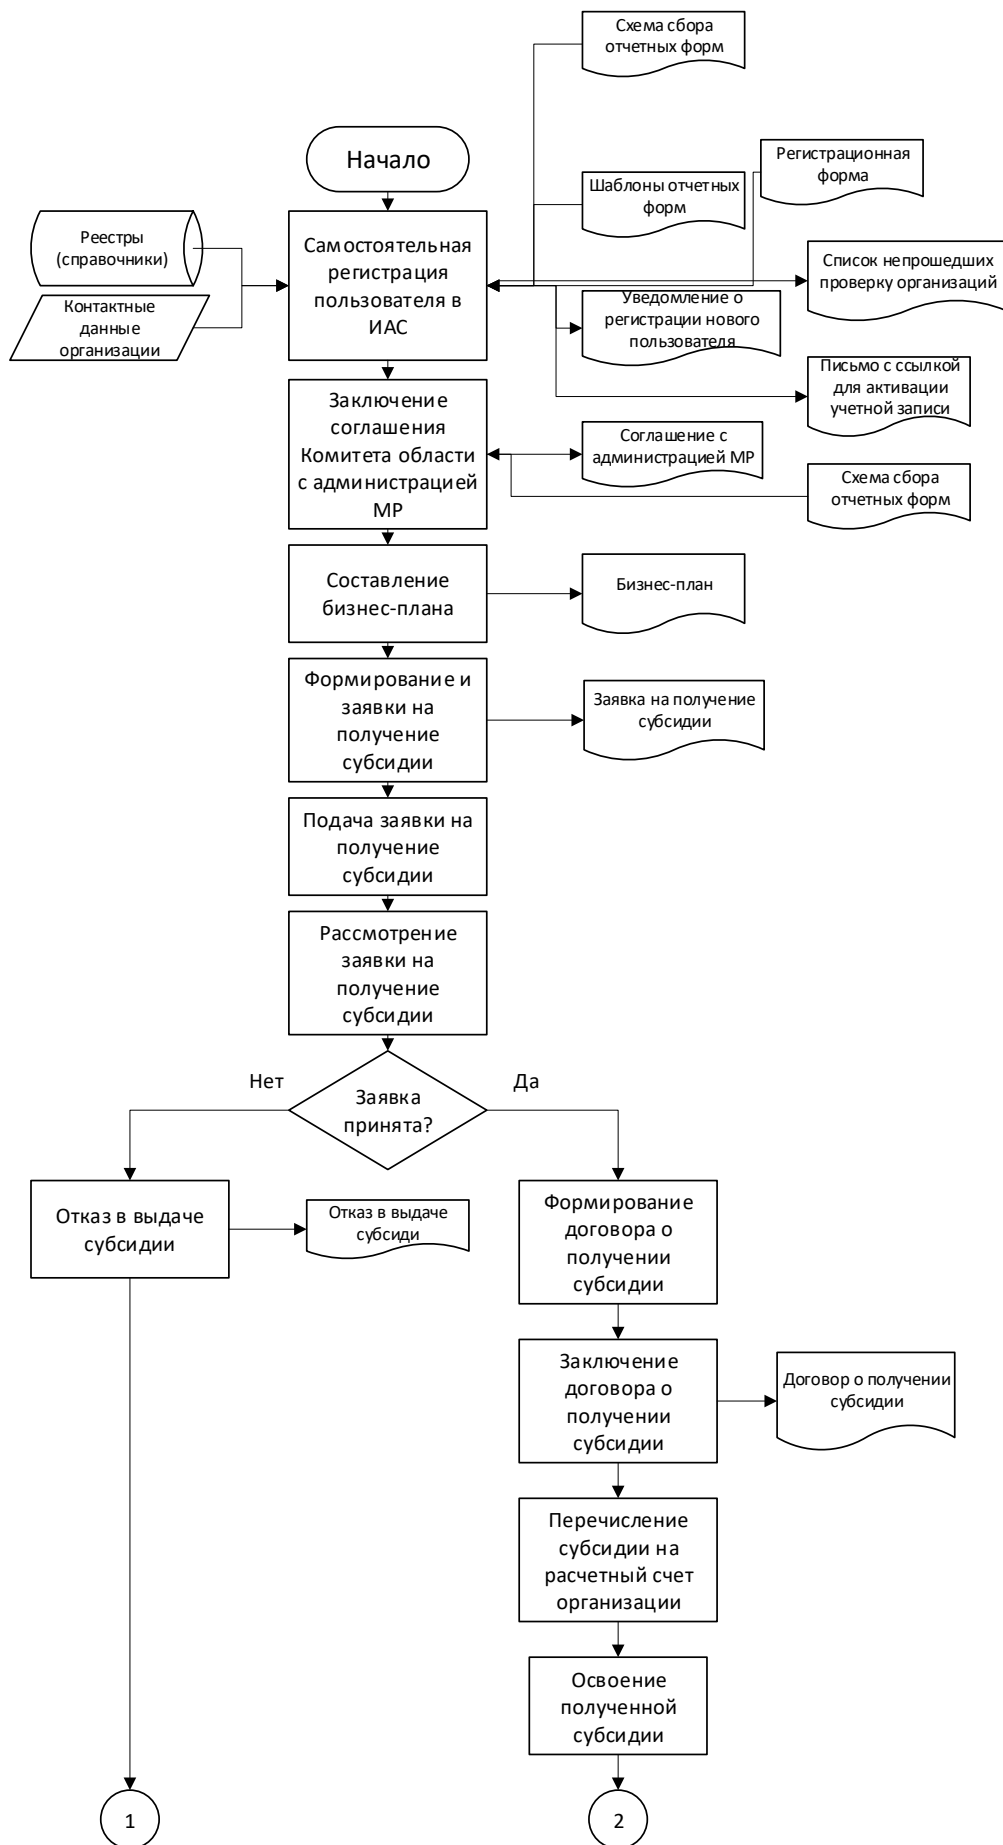 Схема сбора
отчетных форм
Начало
Регистрационная
форма
Шаблоны отчетных
форм
Реестры
(справочники)
Самостоятельная
регистрация
пользователя в
ИАС
Список непрошедших
проверку организаций
Контактные
данные
организации
Уведомление о
регистрации нового
пользователя
Письмо с ссылкой
для активации
учетной записи
Заключение
соглашения
Комитета области
с администрацией
МР
Соглашение с
администрацией МР
Схема сбора
отчетных форм
Составление
бизнес-плана
Бизнес-план
Формирование и
заявки на
получение
субсидии
Заявка на получение
субсидии
Подача заявки на
получение
субсидии
Рассмотрение
заявки на
получение
субсидии
Нет
Да
Заявка
принята?
Отказ в выдаче
субсидии
Отказ в выдаче
субсиди
Формирование
договора о
получении
субсидии
Заключение
договора о
получении
субсидии
Договор о получении
субсидии
Перечисление
субсидии на
расчетный счет
организации
Освоение
полученной
субсидии
1
2